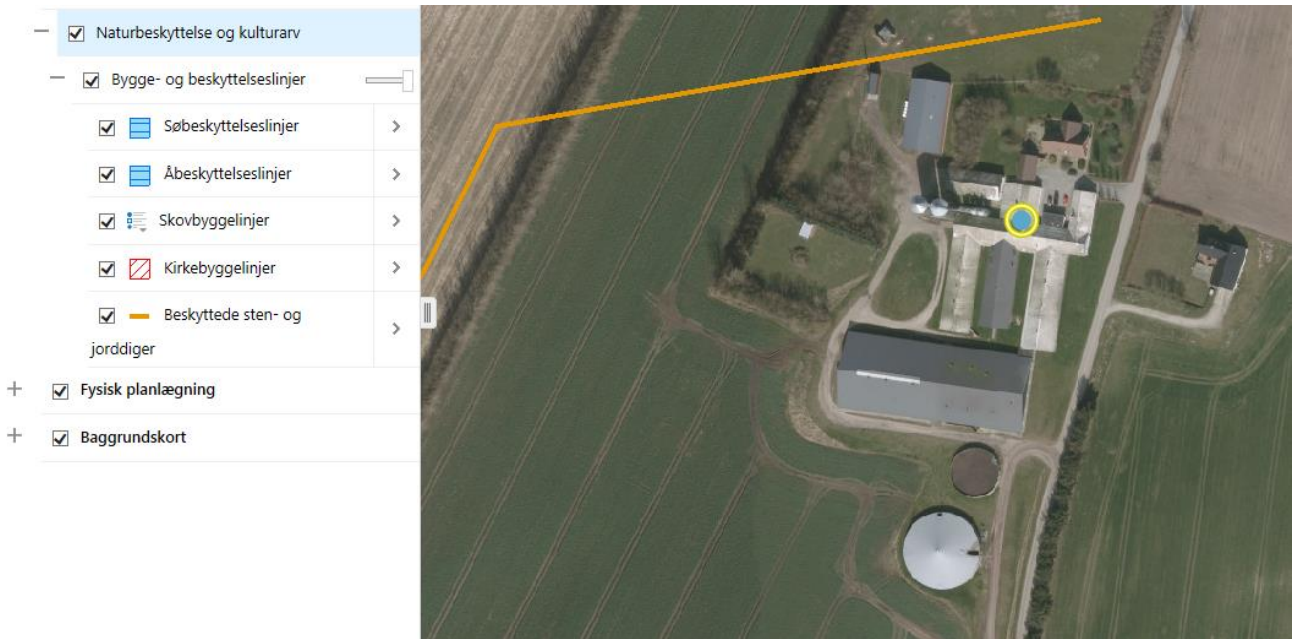 Naturbeskyttelse og kulturarv
Bygge- og beskyttelseslinjer
Søbeskyttelseslinjer
Åbeskyttelseslinjer
Skovbyggelinjer
Kirkebyggelinjer
Beskyttede sten- og
jorddiger
Fysisk planlægning
Baggrundskort